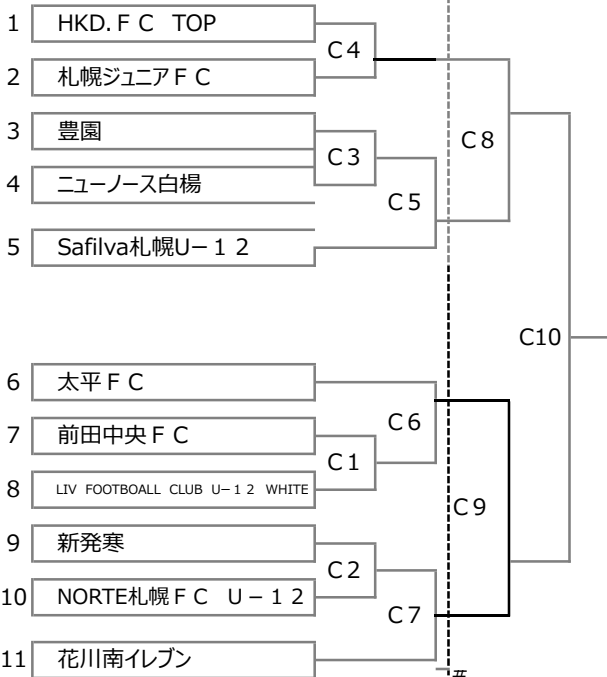 1 HKD.ＦＣ TOP
C４
2 札幌ジュニアＦＣ
3 豊園
C３
C８
4 ニューノース白楊
C５
5 Safilva札幌U−１２
C10
6 太平ＦＣ
C６
7 前田中央ＦＣ
C１
8 LIV FOOTBOALL CLUB U−１２ WHITE
C９
9 新発寒
C２
10 NORTE札幌ＦＣ Ｕ−１２
C７
11 花川南イレブン